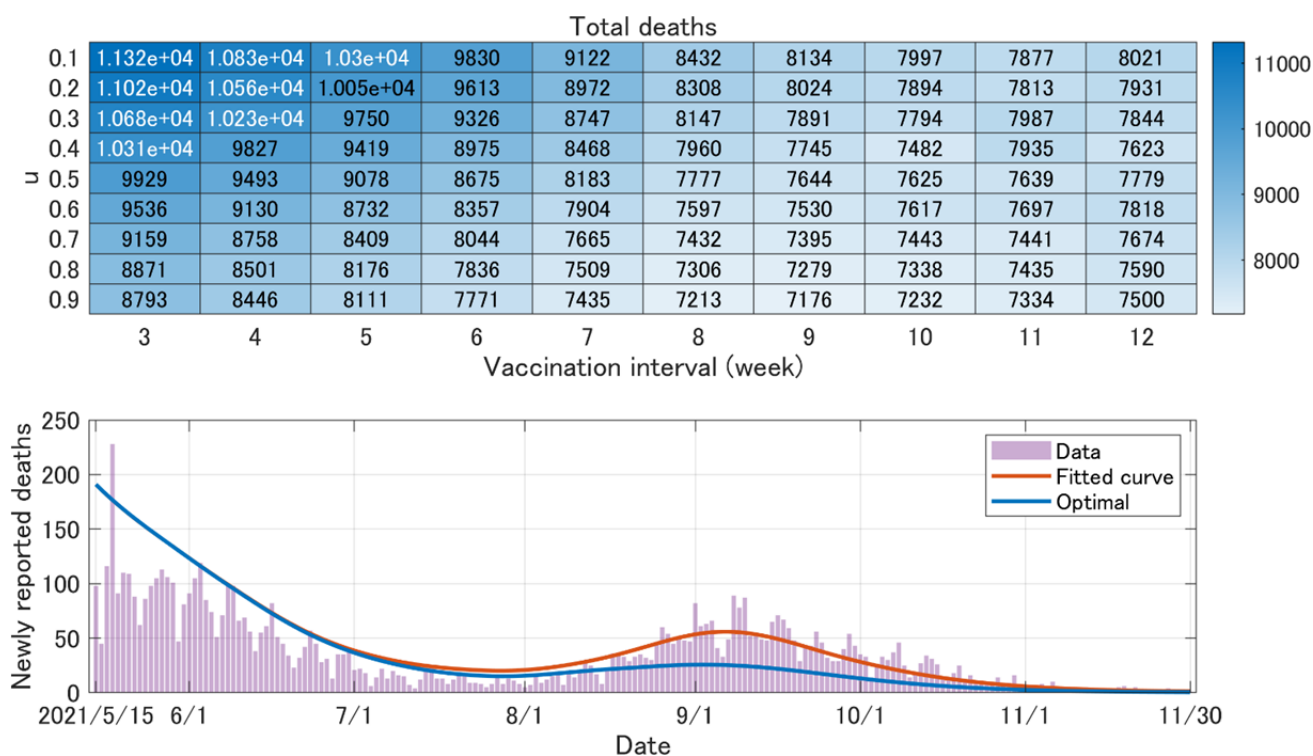 Total deaths
0.1 1.132e+04 1.083e+04 1.03e+04 9830 9122 8432 8134 7997 7877 8021
0.2 1.102e+04 1.056e+04 1.005e+04 9613 8972 8308 8024 7894 7813 7931
0.3 1.068e+04 1.023e+04 9750 9326 8747 8147 7891 7794 7987 7844
0.4 1.031e+04 9827 9419 8975 8468 7960 7745 7482 7935 7623
0.5 9929 9493 9078 8675 8183 7777 7644 7625 7639 7779
0.6 9536 9130 8732 8357 7904 7597 7530 7617 7697 7818
0.7 9159 8758 8409 8044 7665 7432 7395 7443 7441 7674
0.8 8871 8501 8176 7836 7509 7306 7279 7338 7435 7590
0.9 8793 8446 8111 7771 7435 7213 7176 7232 7334 7500
u
3 4 5 6 7 8 9 10 11 12
Vaccination interval (week)
11000
10000
9000
8000
250
200
150
100
50
0
Newly reported deaths
Data
Fitted curve
Optimal
2021/5/15 6/1 7/1 8/1 9/1 10/1 11/1 11/30
Date